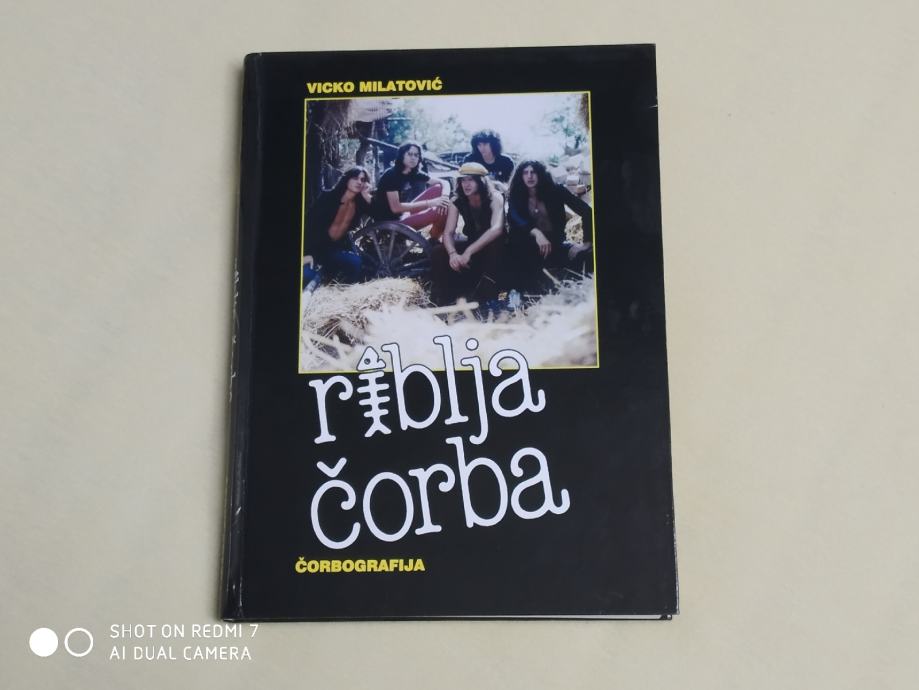 VICKO MILATOVIĆ
riblja
čorba
ČORBOGRAFIJA
SHOT ON REDMI 7
AI DUAL CAMERA